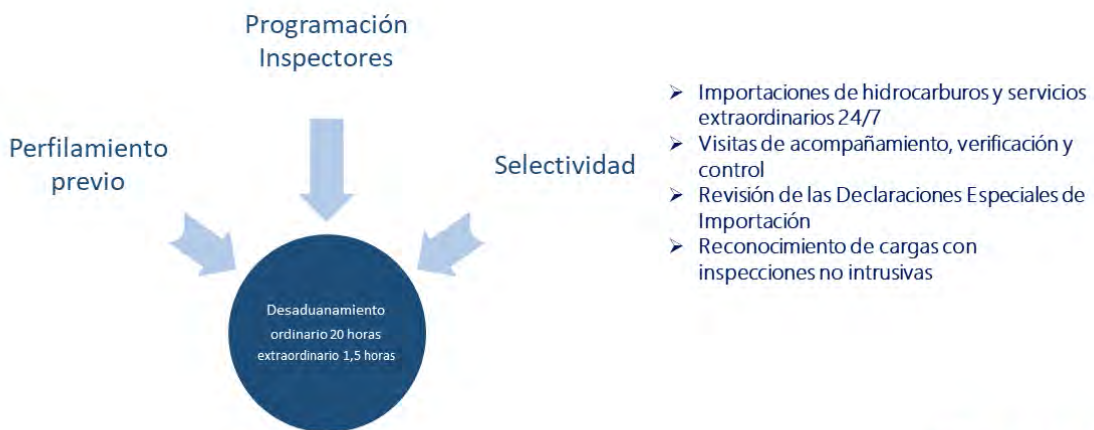 Programación
Inspectores
Perfilamiento
previo
Selectividad
Desaduanamiento
ordinario 20 horas
extraordinario 1,5 horas
➢ Importaciones de hidrocarburos y servicios
extraordinarios 24/7
➢ Visitas de acompañamiento, verificación y
control
➢ Revisión de las Declaraciones Especiales de
Importación
➢ Reconocimiento de cargas con
inspecciones no intrusivas